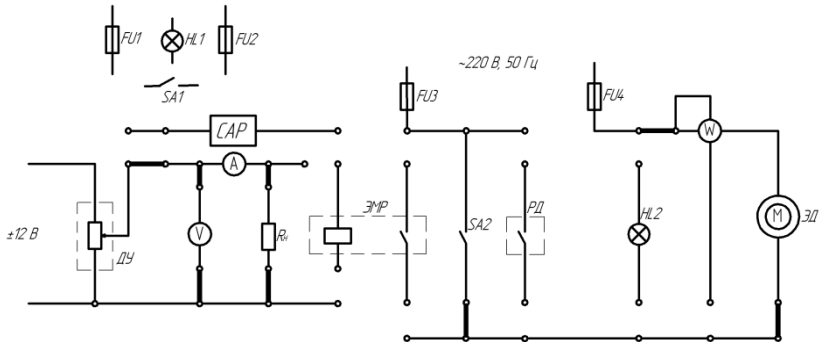 FU1
HL1
FU2
SA1
~220 В, 50 Гц
FU3
FU4
САР
A
W
ЭМР
РД
SA2
HL2
M
ЭД
±12 В
ДУ
V
Rн